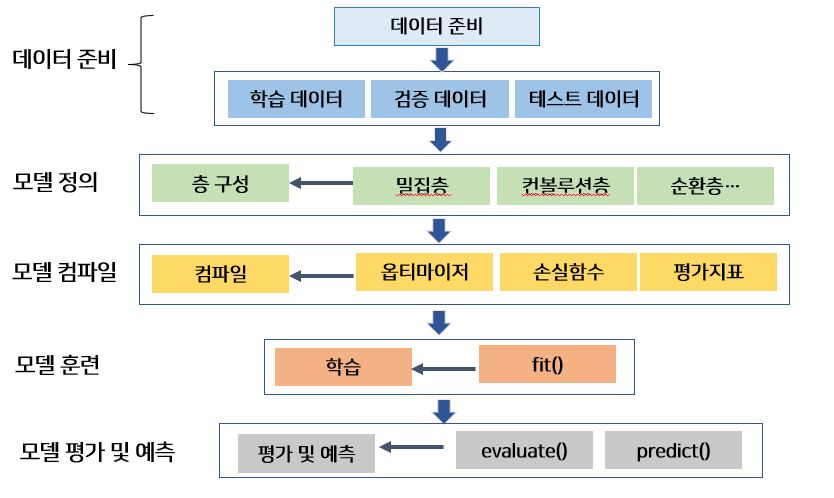 데이터 준비
데이터 준비
학습 데이터 검증 데이터 테스트 데이터
모델 정의
층 구성 밀집층 컨볼루션층 순환층…
모델 컴파일
컴파일 옵티마이저 손실함수 평가지표
모델 훈련
학습 fit()
모델 평가 및 예측
평가 및 예측 evaluate() predict()